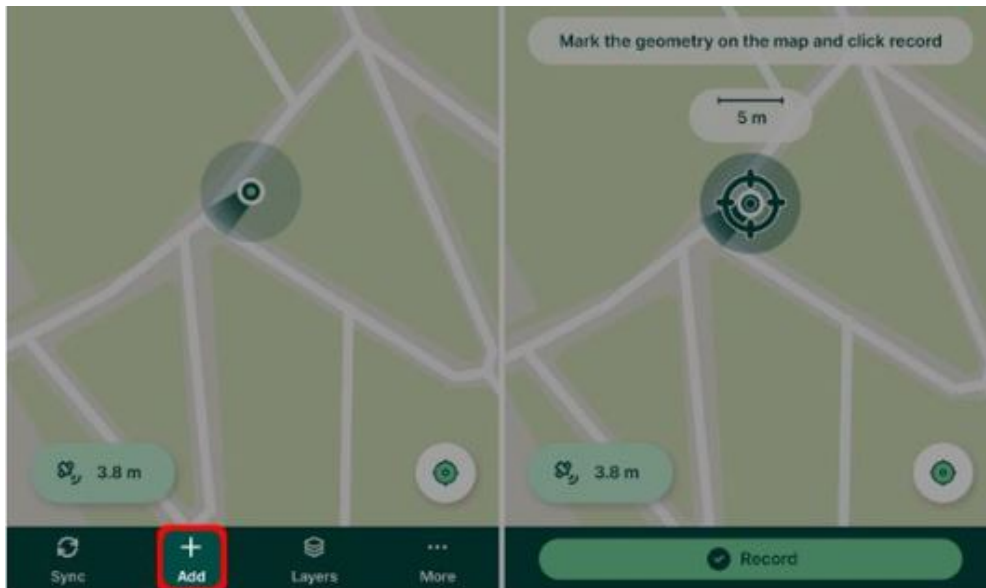 3.8 m
Sync
Add
Layers
More
Mark the geometry on the map and click record
5 m
3.8 m
Record